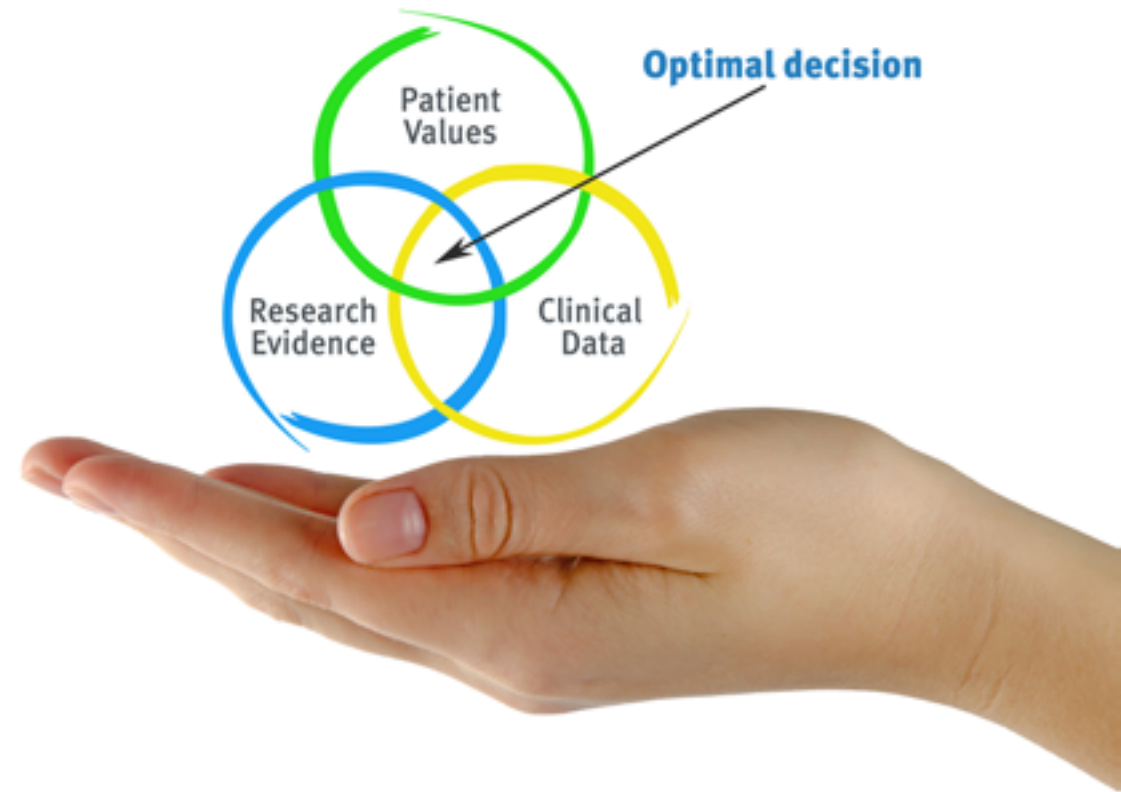 Optimal decision
Patient
Values
Research
Evidence
Clinical
Data